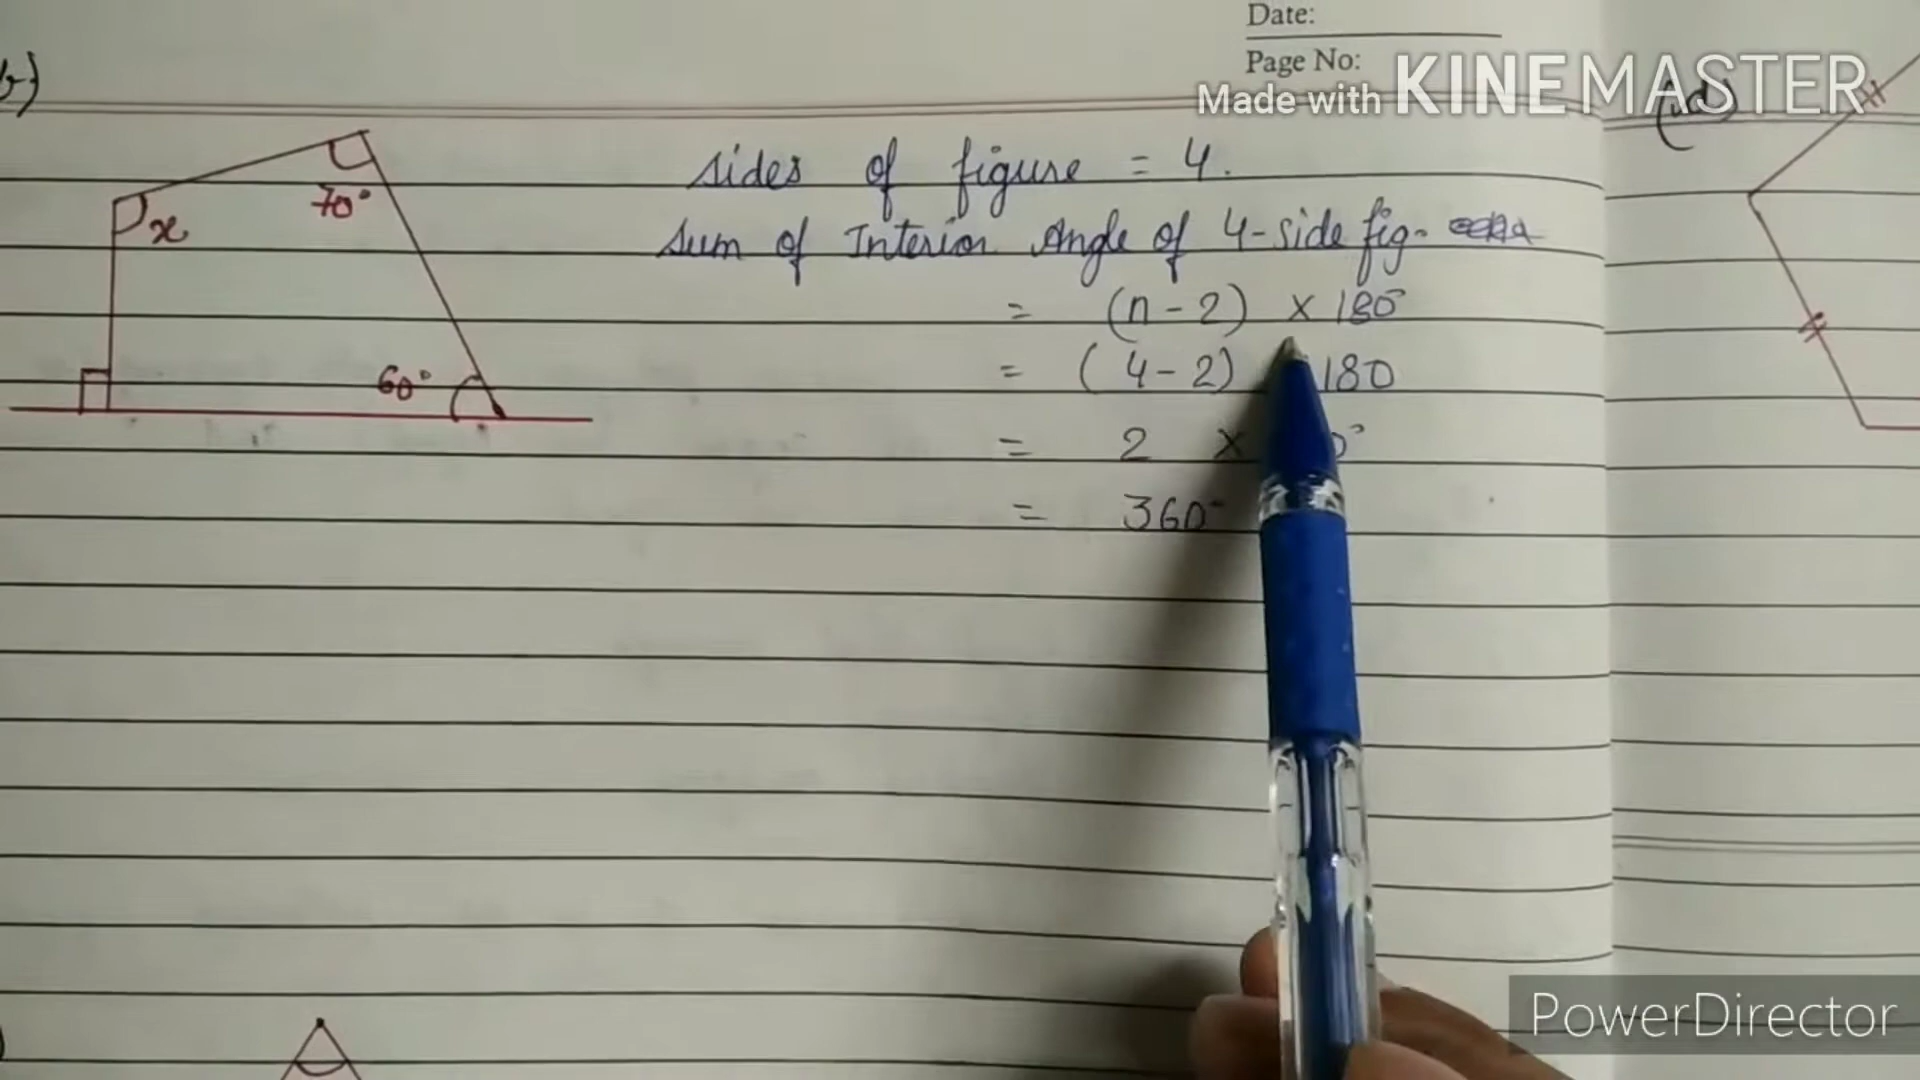 Date:
Page No:
Made with KINEMASTER
sides of figure = 4.
Sum of Interior Angle of 4-side fig.
= (n-2) × 180°
= (4-2) 180
= 2 ×
= 360°
x
70°
60°
PowerDirector